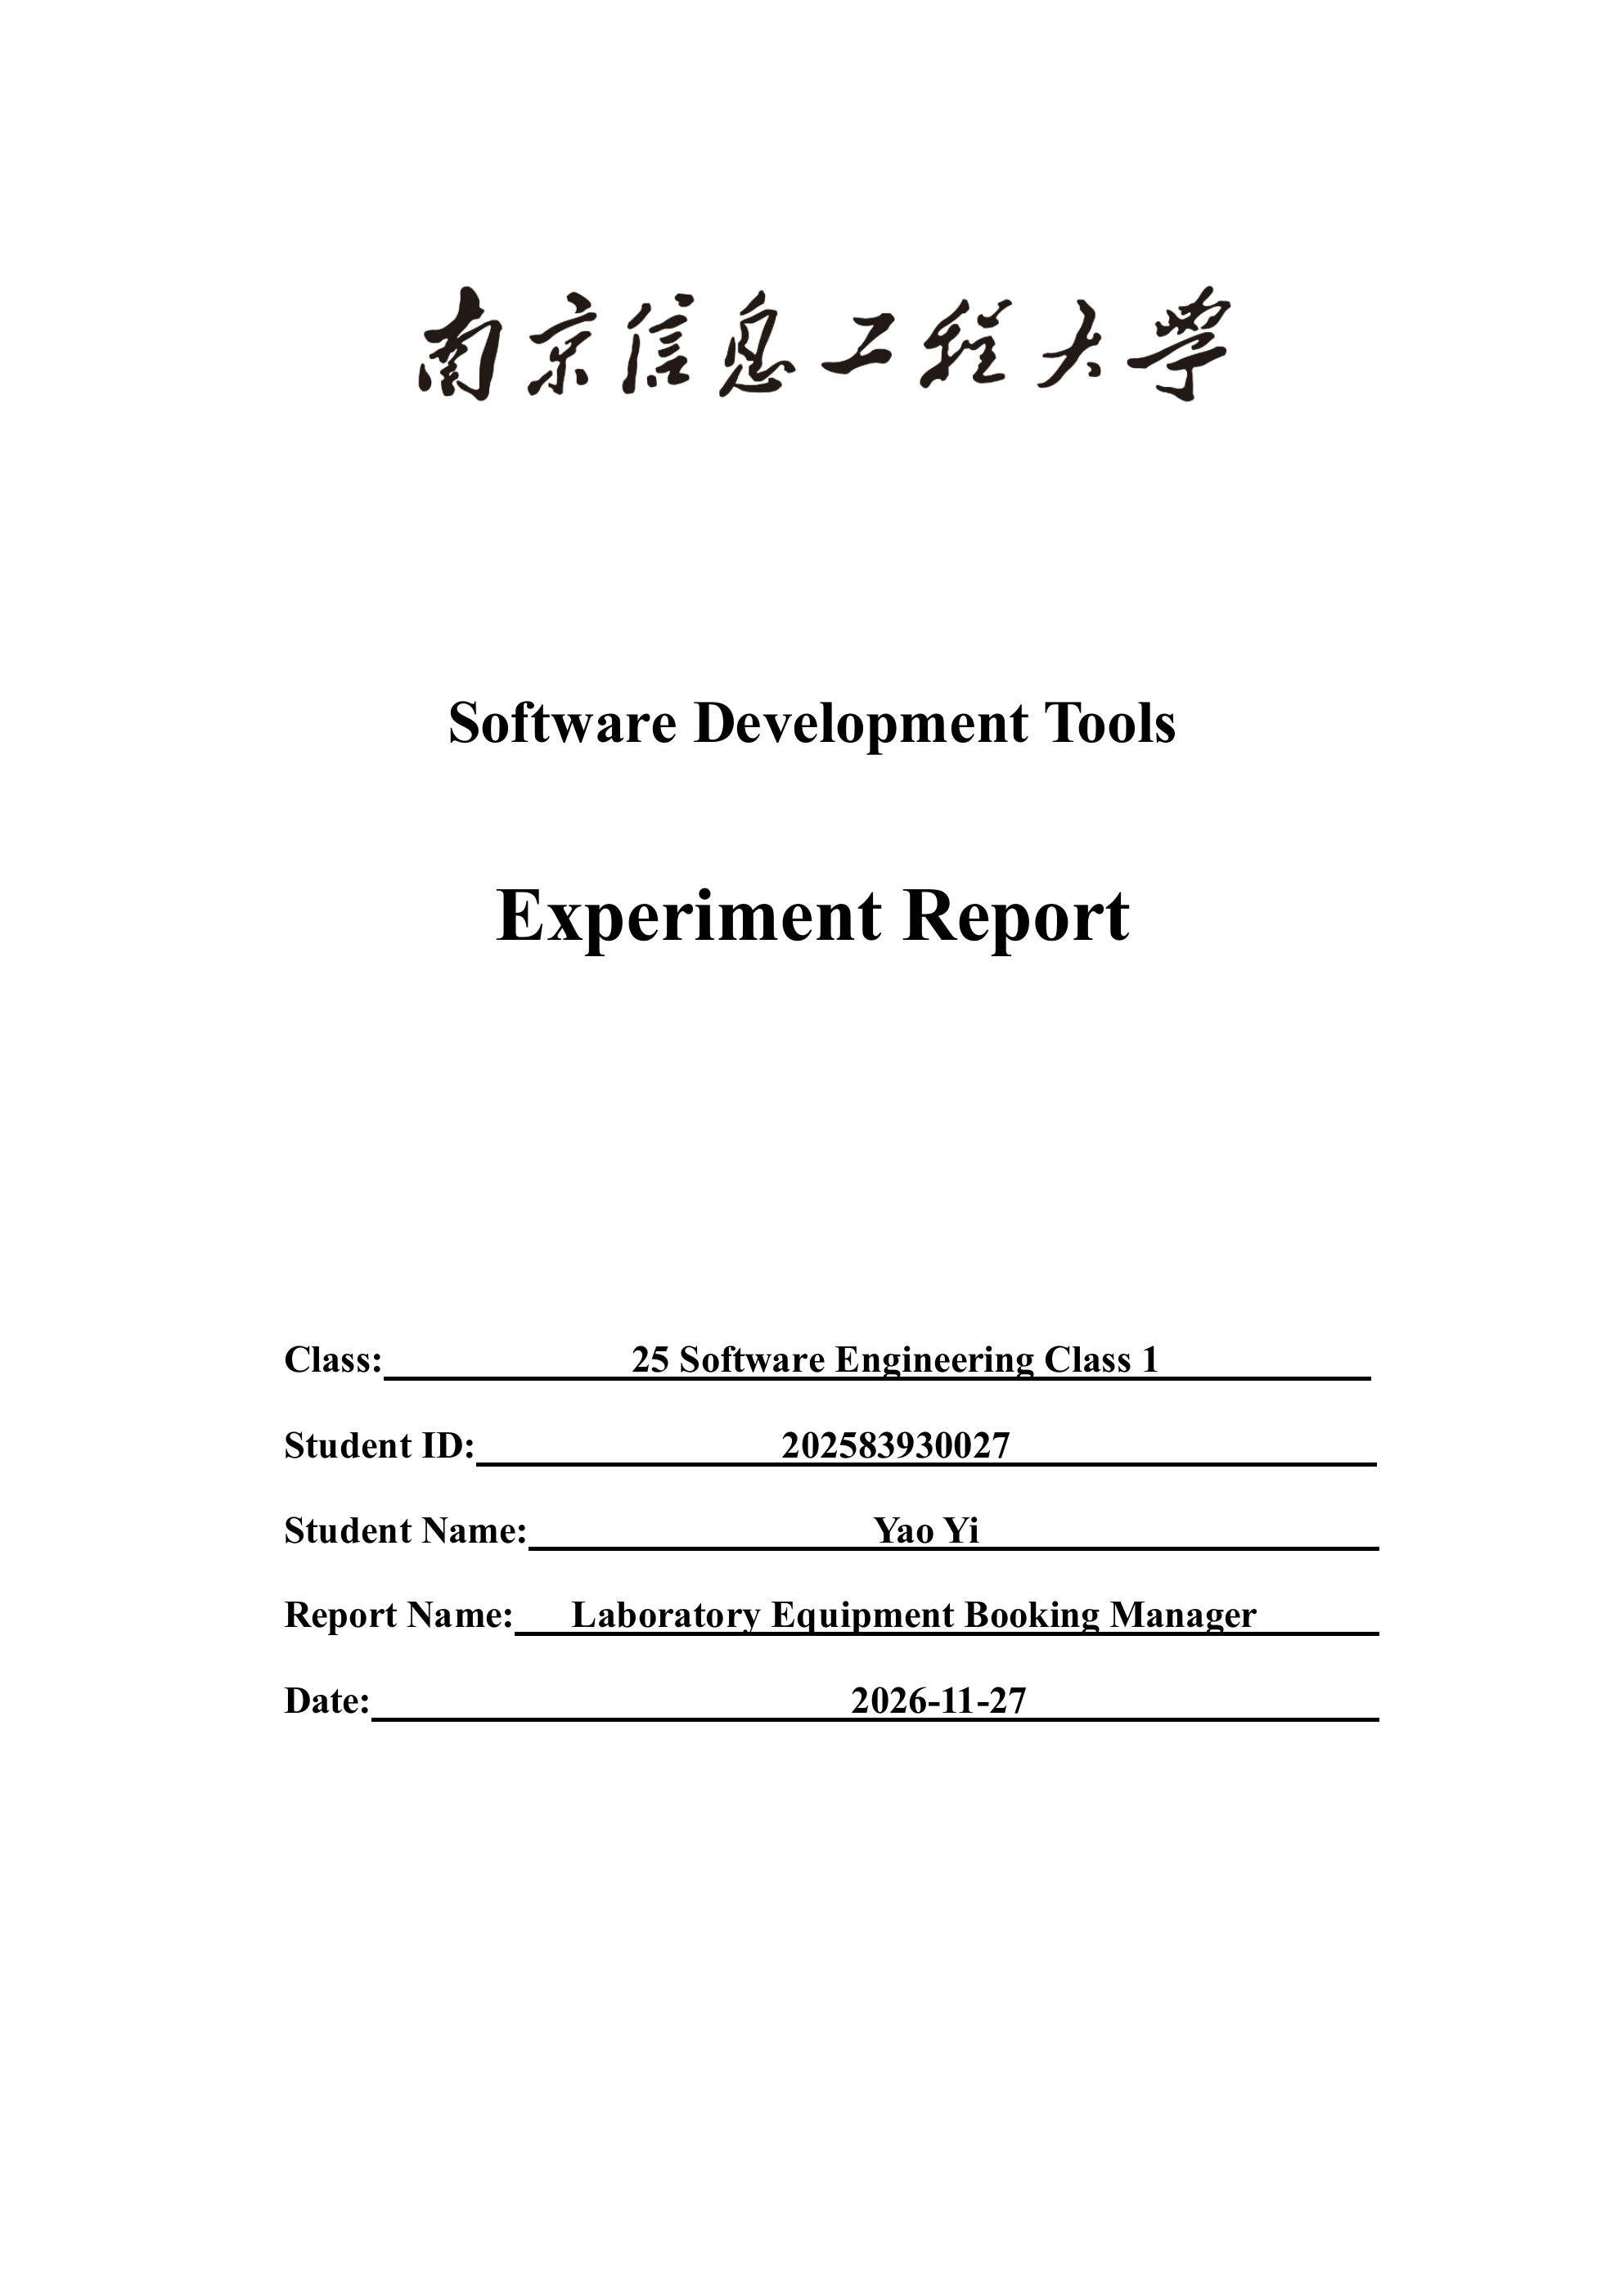 南京信息工程大学
Software Development Tools
Experiment Report
Class: 25 Software Engineering Class 1
Student ID: 202583930027
Student Name: Yao Yi
Report Name: Laboratory Equipment Booking Manager
Date: 2026-11-27